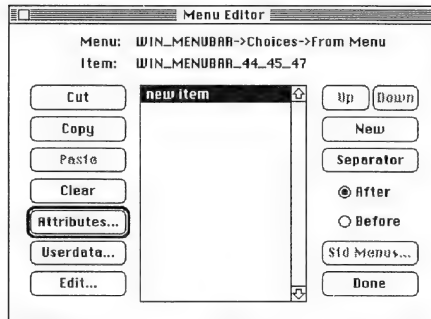 Menu Editor
Menu: WIN_MENUBAR->Choices->From Menu
Item: WIN_MENUBAR_44_45_47
Cut
Copy
Paste
Clear
Attributes...
Userdata...
Edit...
new item
Up Down
New
Separator
After
Before
Std Menus...
Done